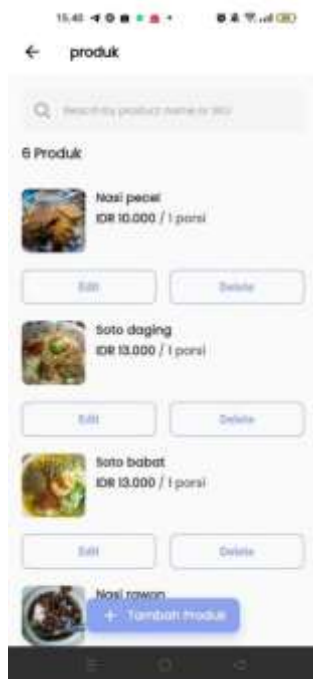 15.40
produk
Search by product name or SKU
6 Produk
Nasi pecel
IDR 10.000 / 1 porsi
Edit
Delete
Soto daging
IDR 13.000 / 1 porsi
Edit
Delete
Soto babat
IDR 13.000 / 1 porsi
Edit
Delete
Nasi rawon
+ Tambah Produk